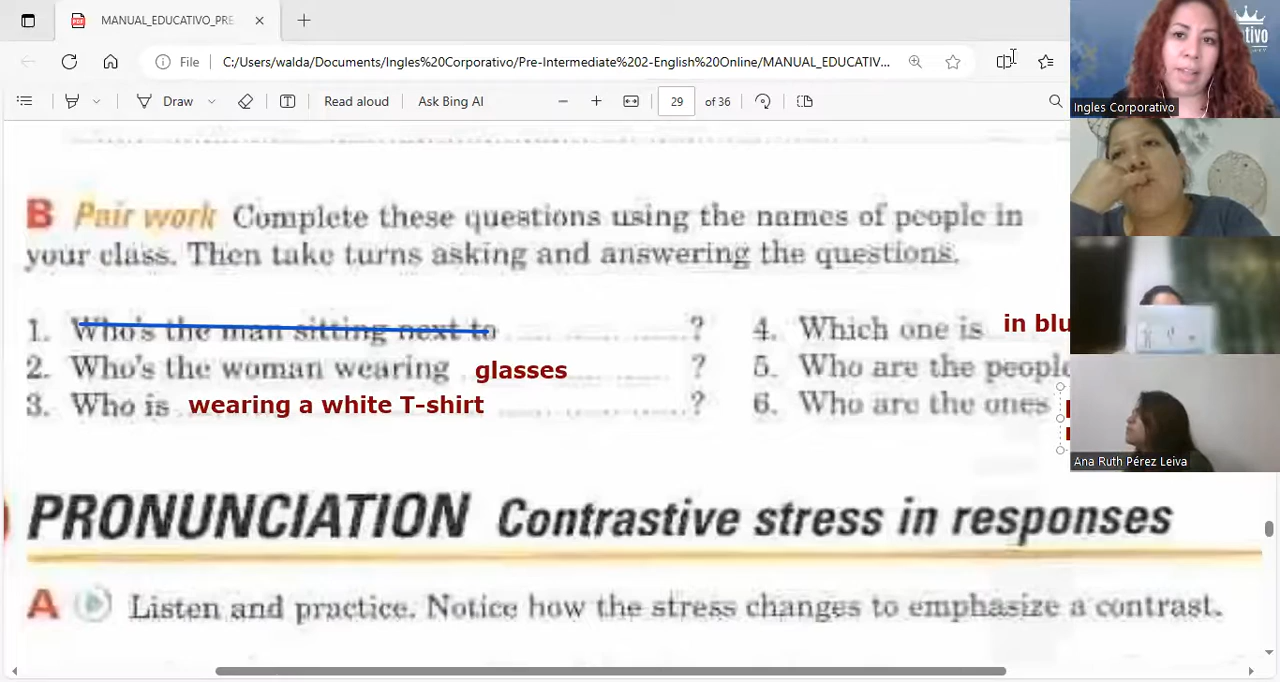 MANUAL_EDUCATIVO_PRE
File
C:/Users/walda/Documents/Ingles%20Corporativo/Pre-Intermediate%202-English%20Online/MANUAL_EDUCATIV...
Draw
Read aloud
Ask Bing AI
29 of 36
B Pair work Complete these questions using the names of people in
your class. Then take turns asking and answering the questions.
1. Who's the man sitting next to ............?
2. Who's the woman wearing glasses ?
3. Who is wearing a white T-shirt ?
4. Which one is in blu
5. Who are the people
6. Who are the ones
PRONUNCIATION Contrastive stress in responses
A Listen and practice. Notice how the stress changes to emphasize a contrast.
Ingles Corporativo
Ana Ruth Pérez Leiva